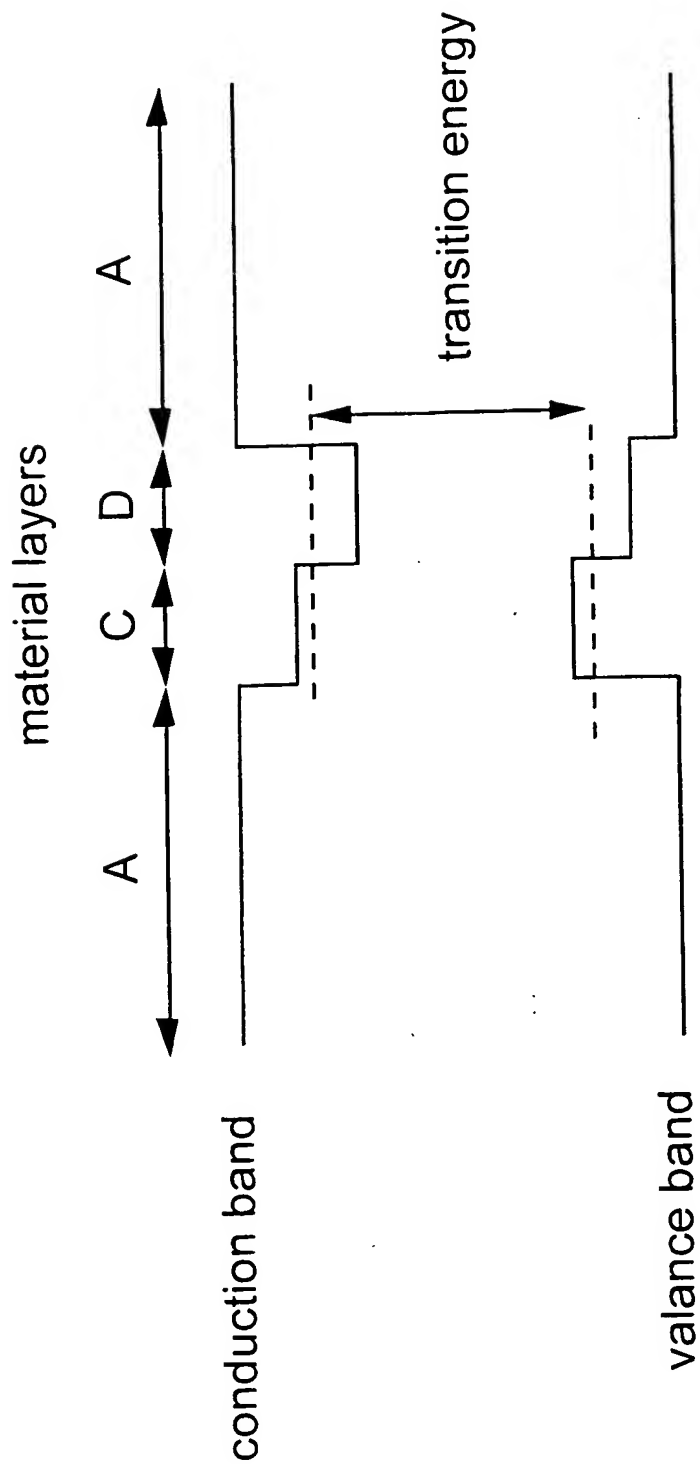 material layers
A
C
D
A
conduction band
transition energy
valance band